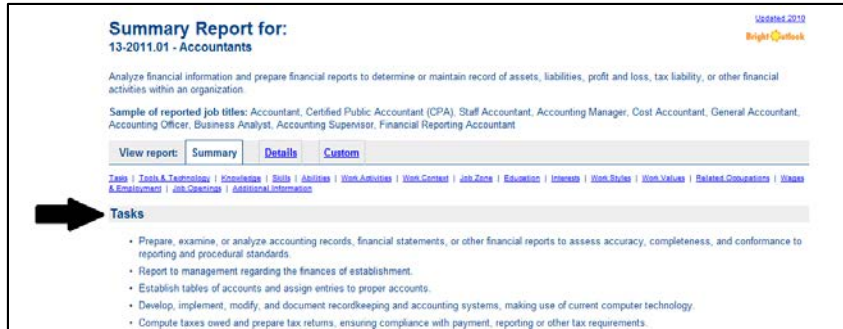 Summary Report for:
Updated 2010
13-2011.01 - Accountants
Bright Outlook
Analyze financial information and prepare financial reports to determine or maintain record of assets, liabilities, profit and loss, tax liability, or other financial
activities within an organization.
Sample of reported job titles: Accountant, Certified Public Accountant (CPA), Staff Accountant, Accounting Manager, Cost Accountant, General Accountant,
Accounting Officer, Business Analyst, Accounting Supervisor, Financial Reporting Accountant
View report: Summary Details Custom
Tasks | Tools & Technology | Knowledge | Skills | Abilities | Work Activities | Work Context | Job Zone | Education | Interests | Work Styles | Work Values | Related Occupations | Wages
& Employment | Job Openings | Additional Information
Tasks
• Prepare, examine, or analyze accounting records, financial statements, or other financial reports to assess accuracy, completeness, and conformance to
reporting and procedural standards.
• Report to management regarding the finances of establishment.
• Establish tables of accounts and assign entries to proper accounts.
• Develop, implement, modify, and document recordkeeping and accounting systems, making use of current computer technology.
• Compute taxes owed and prepare tax returns, ensuring compliance with payment, reporting or other tax requirements.